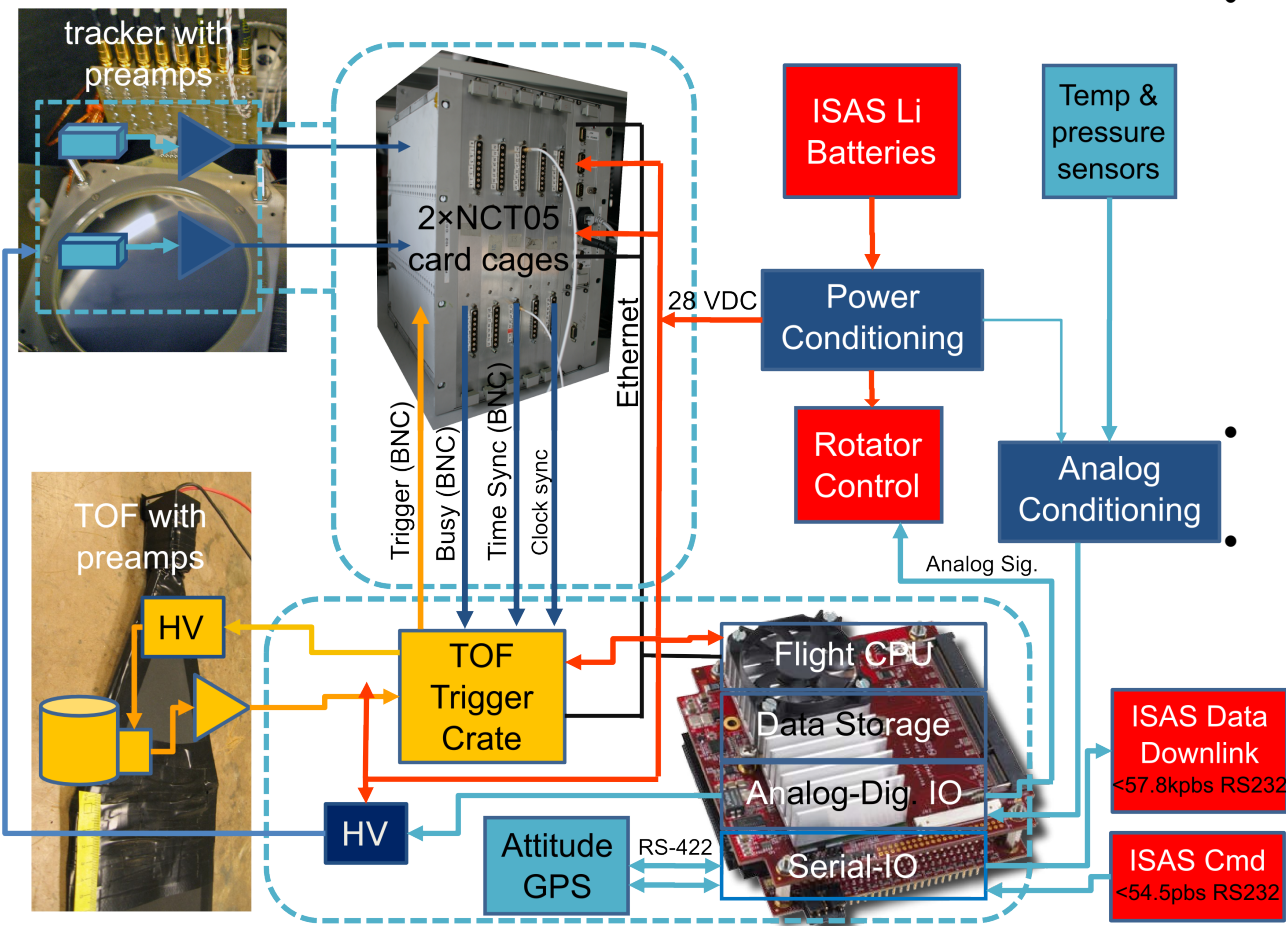 tracker with
preamps
2×NCT05
card cages
ISAS Li
Batteries
Temp &
pressure
sensors
28 VDC
Power
Conditioning
Ethernet
Rotator
Control
Analog
Conditioning
Trigger (BNC)
Busy (BNC)
Time Sync (BNC)
Clock sync
Analog Sig.
TOF with
preamps
HV
TOF
Trigger
Crate
Flight CPU
Data Storage
Analog-Dig. IO
Serial-IO
HV
Attitude
GPS
RS-422
ISAS Data
Downlink
<57.8kpbs RS232
ISAS Cmd
<54.5pbs RS232